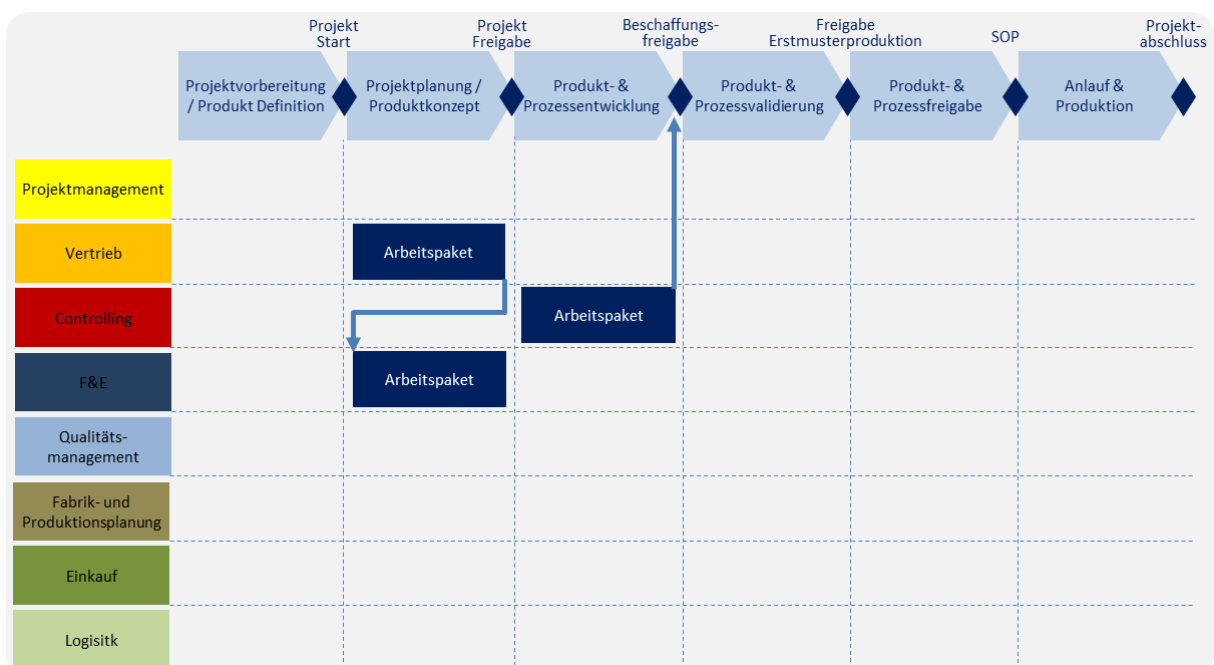 Projekt
Start
Projekt
Freigabe
Beschaffungs-
freigabe
Freigabe
Erstmusterproduktion
SOP
Projekt-
abschluss
Projektvorbereitung
/ Produkt Definition
Projektplanung /
Produktkonzept
Produkt- &
Prozessentwicklung
Produkt- &
Prozessvalidierung
Produkt- &
Prozessfreigabe
Anlauf &
Produktion
Projektmanagement
Vertrieb
Arbeitspaket
Controlling
Arbeitspaket
F&E
Arbeitspaket
Qualitäts-
management
Fabrik- und
Produktionsplanung
Einkauf
Logisitk